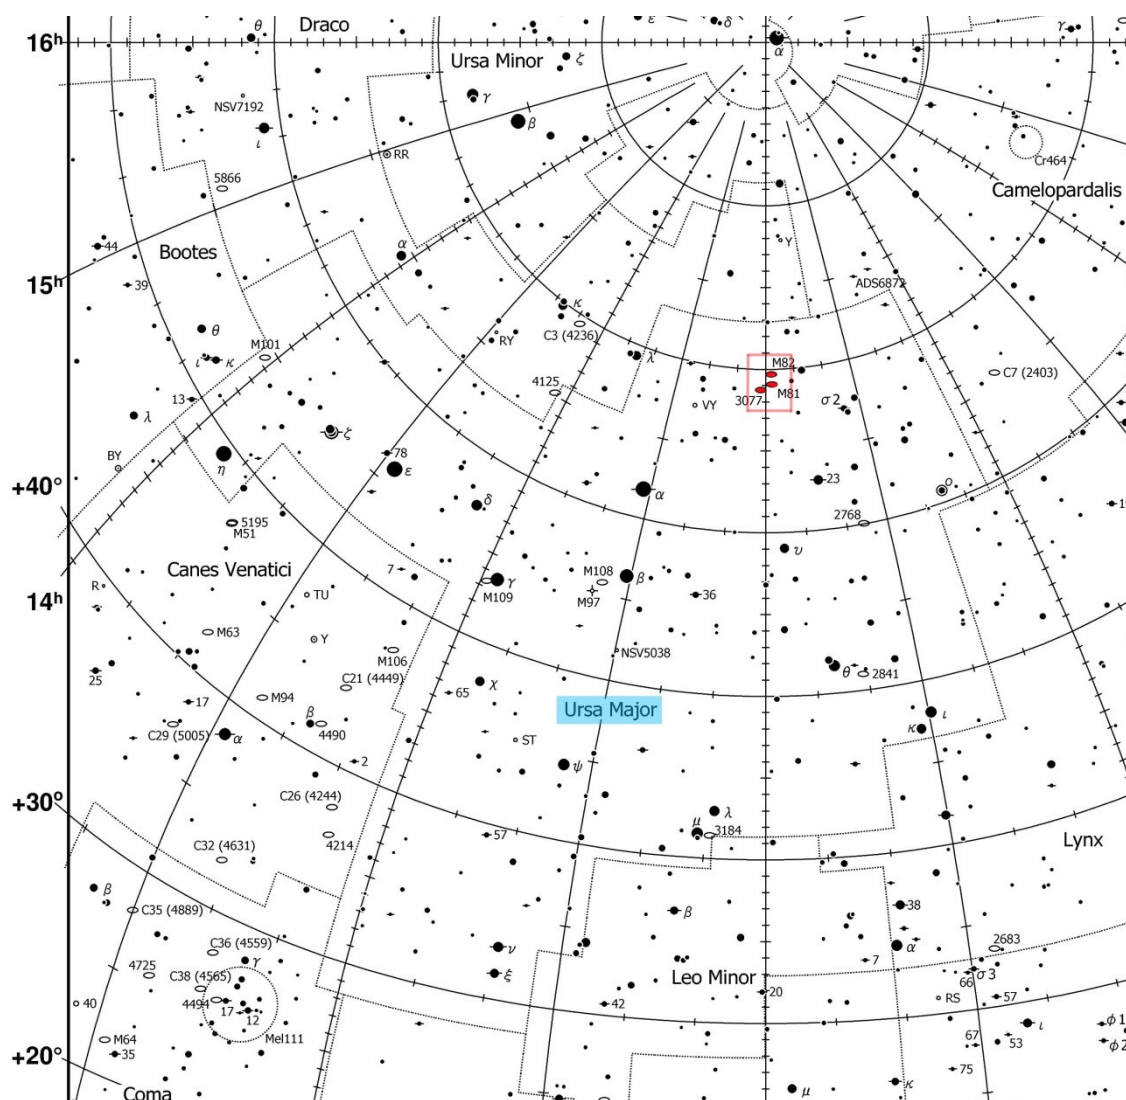 Draco
θ
ε
δ
γ
16h
Ursa Minor
ζ
α
γ
NSV7192
β
ι
RR
Cr464
5866
Camelopardalis
44
Bootes
α
Y
15h
39
ADS6872
κ
θ
C3 (4236)
M101
RY
ι
κ
λ
M82
C7 (2403)
4125
M81
3077
13
VY
σ 2
λ
ζ
BY
78
η
ε
23
ο
+40°
δ
α
5195
M51
2768
υ
Canes Venatici
7
M108
β
γ
R
M109
M97
36
14h
TU
M63
Y
M106
NSV5038
25
C21 (4449)
θ
2841
17
M94
65
χ
Ursa Major
ι
β
C29 (5005)
α
4490
κ
ST
2
ψ
+30°
C26 (4244)
λ
μ
57
3184
C32 (4631)
4214
Lynx
β
C35 (4889)
38
β
C36 (4559)
ν
α
2683
γ
4725
C38 (4565)
ξ
Leo Minor
7
σ 3
66
4494
40
42
20
RS
57
17
12
φ 1
M64
Mel111
ι
67
53
φ 2
35
+20°
75
κ
μ
Coma